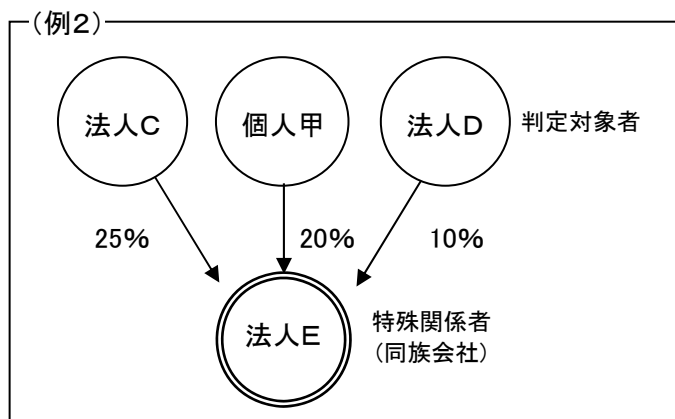 （例２）
法人Ｃ
個人甲
法人Ｄ
判定対象者
25%
20%
10%
法人Ｅ
特殊関係者
（同族会社）